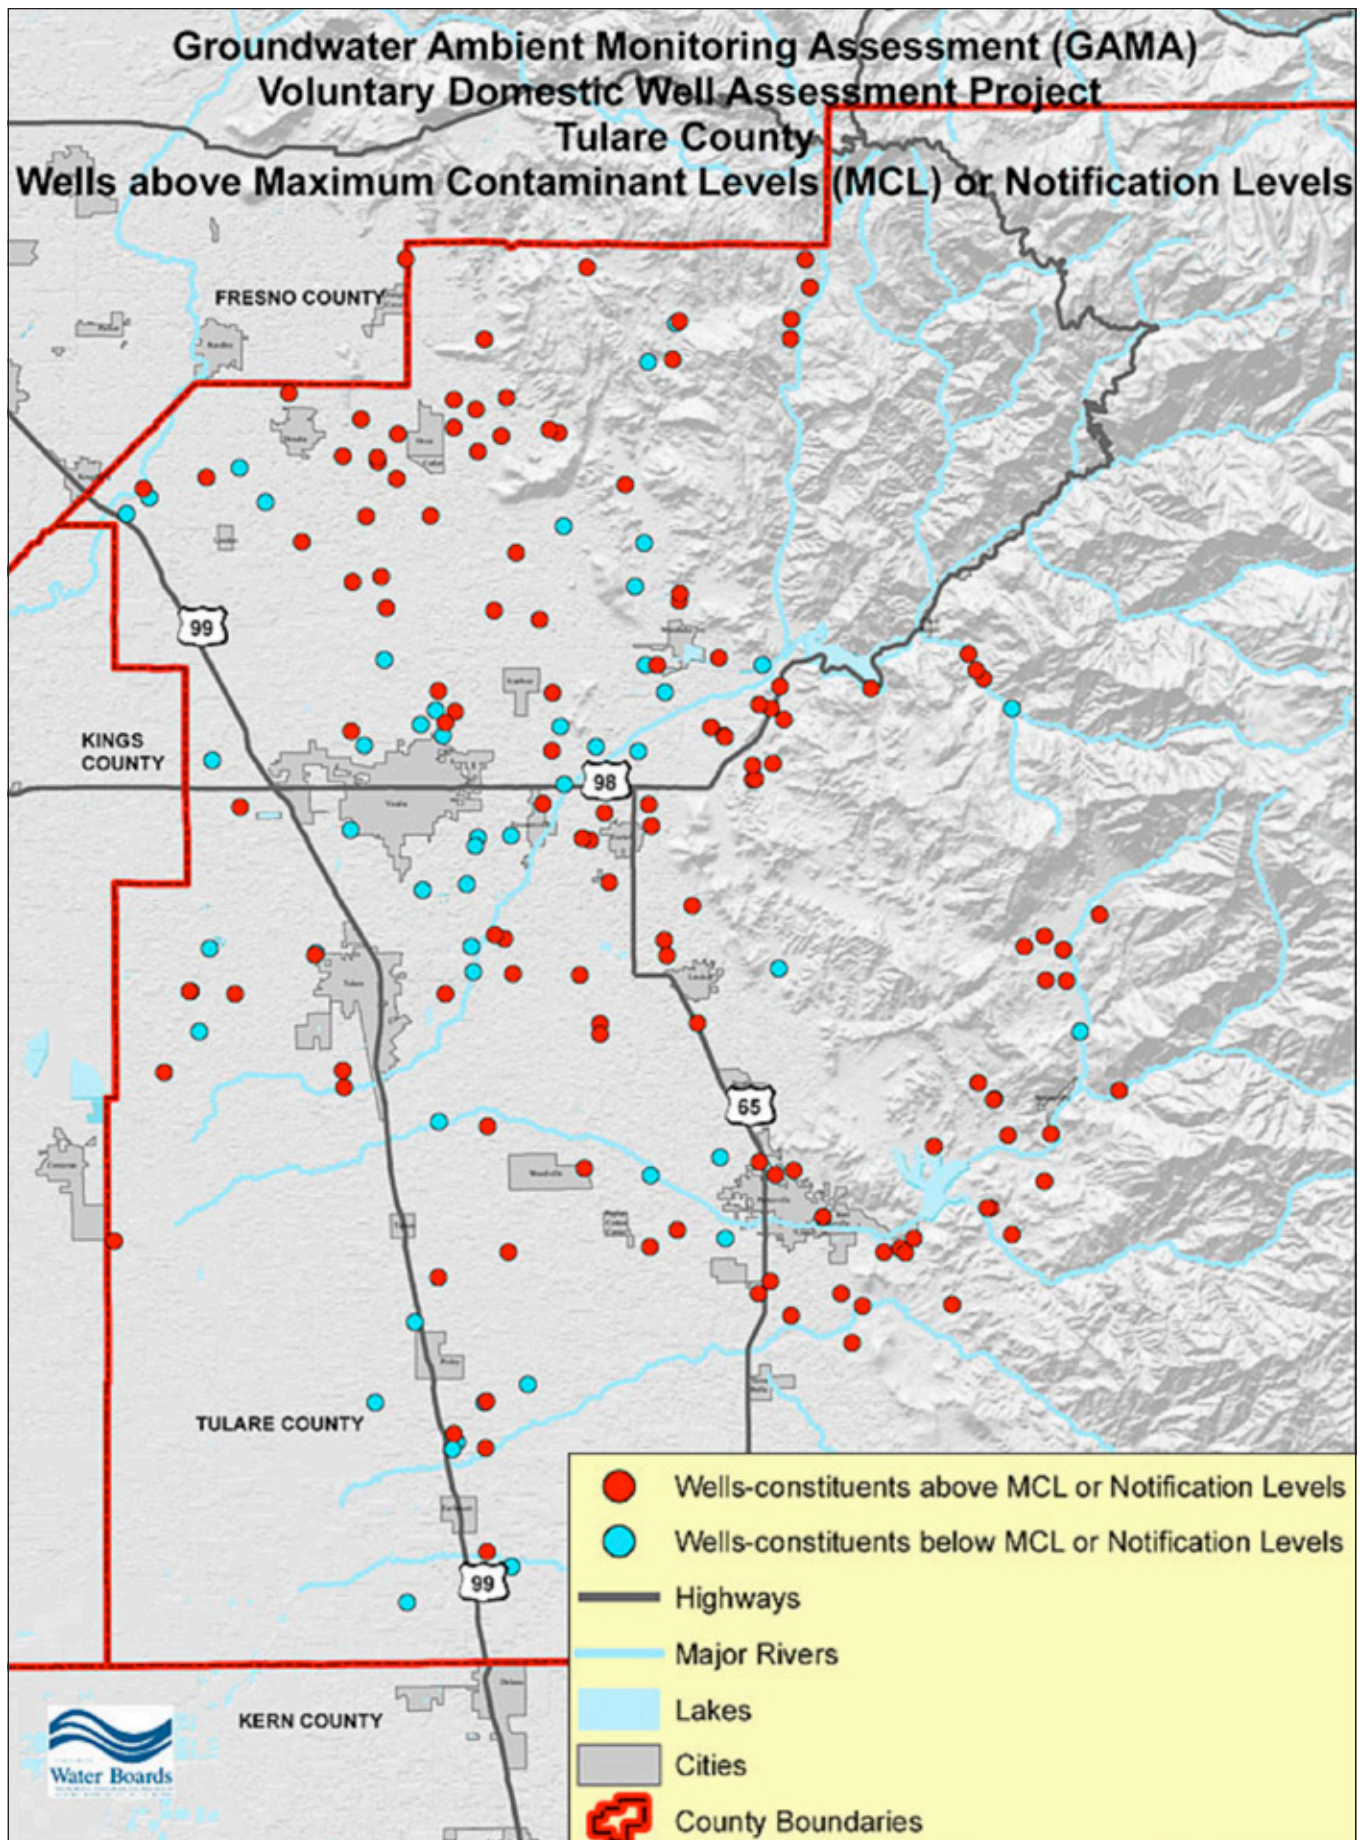 Groundwater Ambient Monitoring Assessment (GAMA)
Voluntary Domestic Well Assessment Project
Tulare County
Wells above Maximum Contaminant Levels (MCL) or Notification Levels
FRESNO COUNTY
99
KINGS
COUNTY
98
65
TULARE COUNTY
99
KERN COUNTY
Water Boards
Wells-constituents above MCL or Notification Levels
Wells-constituents below MCL or Notification Levels
Highways
Major Rivers
Lakes
Cities
County Boundaries